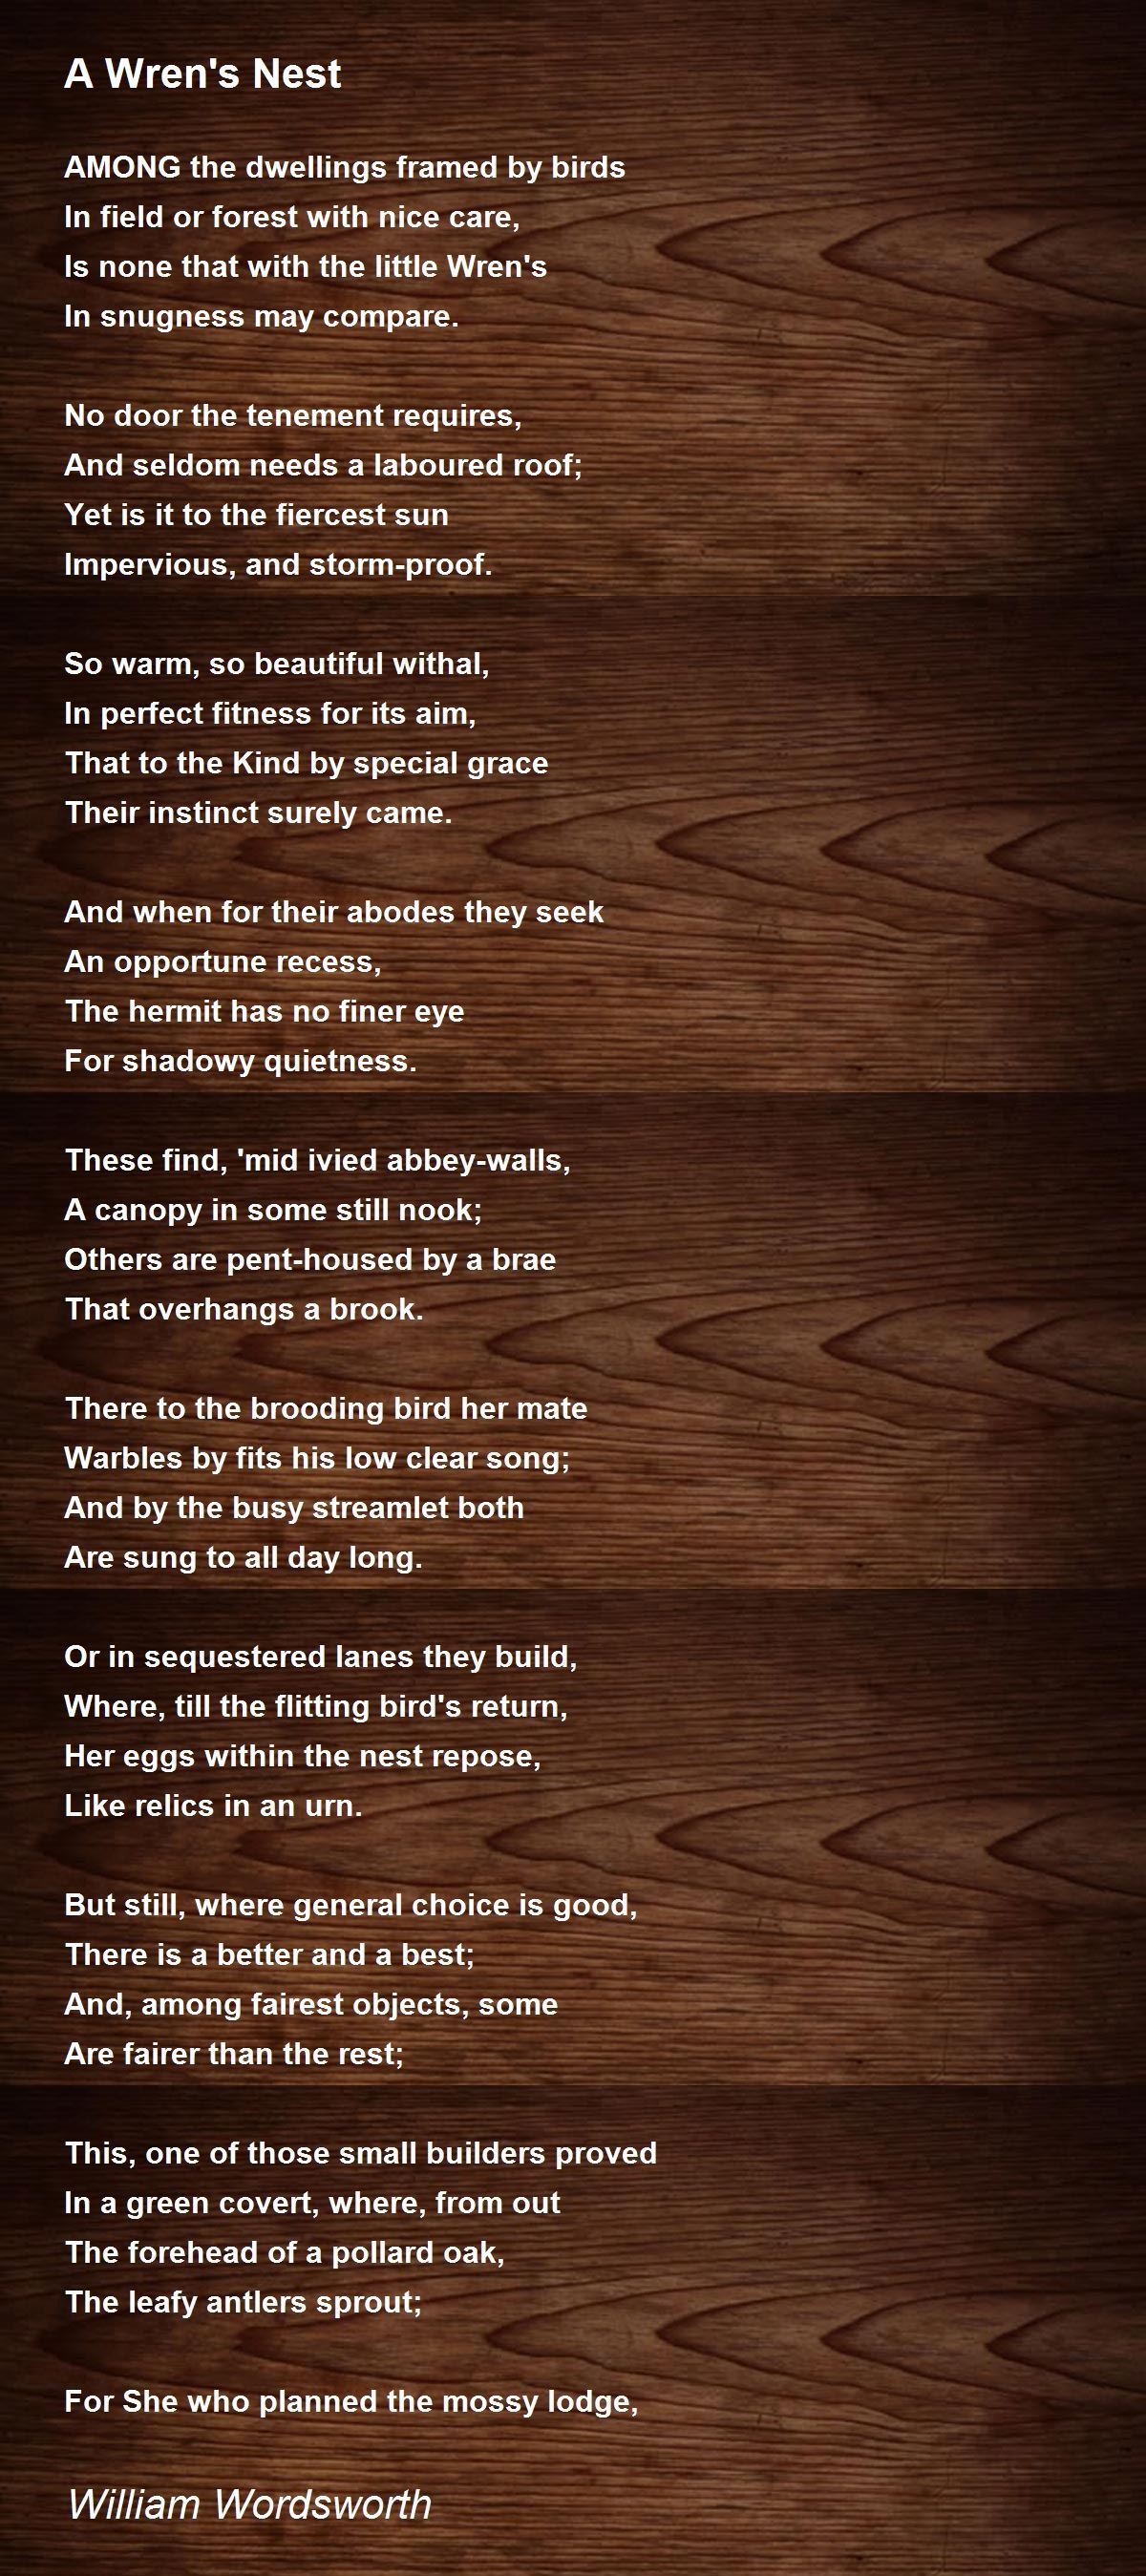 A Wren's Nest
AMONG the dwellings framed by birds
In field or forest with nice care,
Is none that with the little Wren's
In snugness may compare.
No door the tenement requires,
And seldom needs a laboured roof;
Yet is it to the fiercest sun
Impervious, and storm-proof.
So warm, so beautiful withal,
In perfect fitness for its aim,
That to the Kind by special grace
Their instinct surely came.
And when for their abodes they seek
An opportune recess,
The hermit has no finer eye
For shadowy quietness.
These find, 'mid ivied abbey-walls,
A canopy in some still nook;
Others are pent-housed by a brae
That overhangs a brook.
There to the brooding bird her mate
Warbles by fits his low clear song;
And by the busy streamlet both
Are sung to all day long.
Or in sequestered lanes they build,
Where, till the flitting bird's return,
Her eggs within the nest repose,
Like relics in an urn.
But still, where general choice is good,
There is a better and a best;
And, among fairest objects, some
Are fairer than the rest;
This, one of those small builders proved
In a green covert, where, from out
The forehead of a pollard oak,
The leafy antlers sprout;
For She who planned the mossy lodge,
William Wordsworth